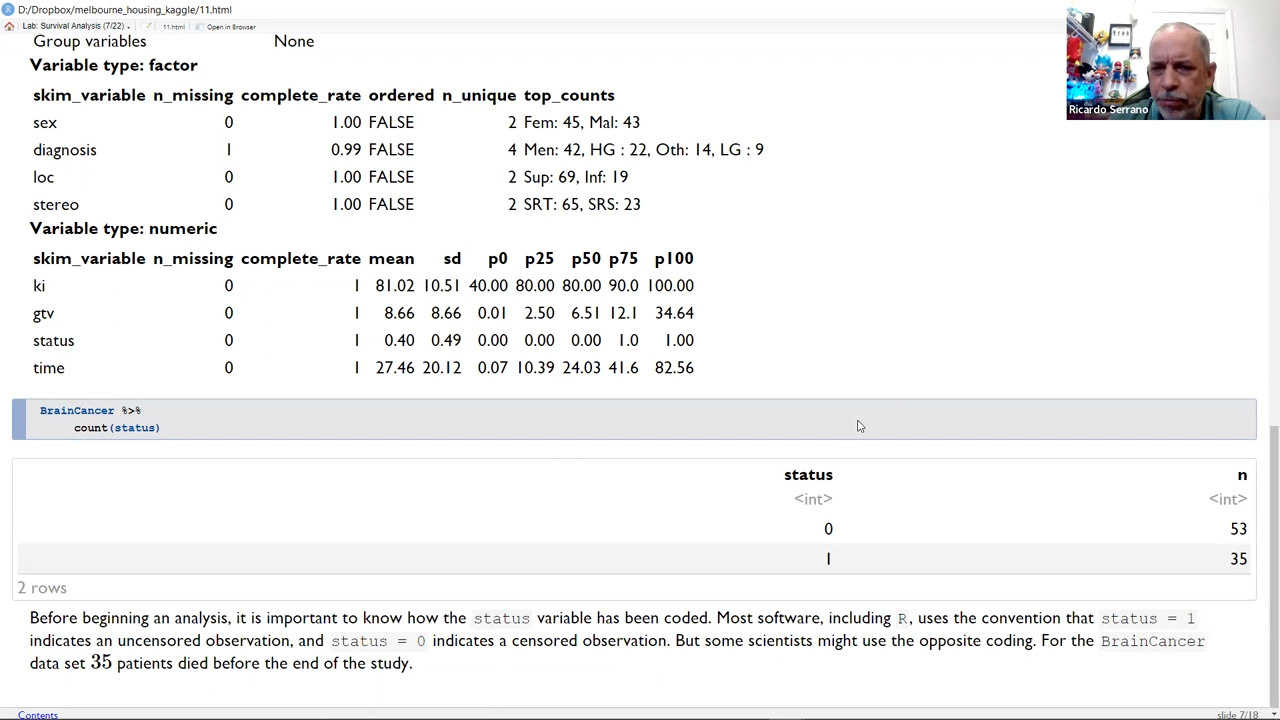 D:/Dropbox/melbourne_housing_kaggle/11.html
Lab: Survival Analysis (7/22) 11.html Open in Browser
Group variables None
Variable type: factor
skim_variable n_missing complete_rate ordered n_unique top_counts
sex 0 1.00 FALSE 2 Fem: 45, Mal: 43
diagnosis 1 0.99 FALSE 4 Men: 42, HG : 22, Oth: 14, LG : 9
loc 0 1.00 FALSE 2 Sup: 69, Inf: 19
stereo 0 1.00 FALSE 2 SRT: 65, SRS: 23
Variable type: numeric
skim_variable n_missing complete_rate mean sd p0 p25 p50 p75 p100
ki 0 1 81.02 10.51 40.00 80.00 80.00 90.0 100.00
gtv 0 1 8.66 8.66 0.01 2.50 6.51 12.1 34.64
status 0 1 0.40 0.49 0.00 0.00 0.00 1.0 1.00
time 0 1 27.46 20.12 0.07 10.39 24.03 41.6 82.56
Ricardo Serrano
BrainCancer %>%
count(status)
status n
<int> <int>
0 53
1 35
2 rows
Before beginning an analysis, it is important to know how the status variable has been coded. Most software, including R, uses the convention that status = 1
indicates an uncensored observation, and status = 0 indicates a censored observation. But some scientists might use the opposite coding. For the BrainCancer
data set 35 patients died before the end of the study.
Contents slide 7/18